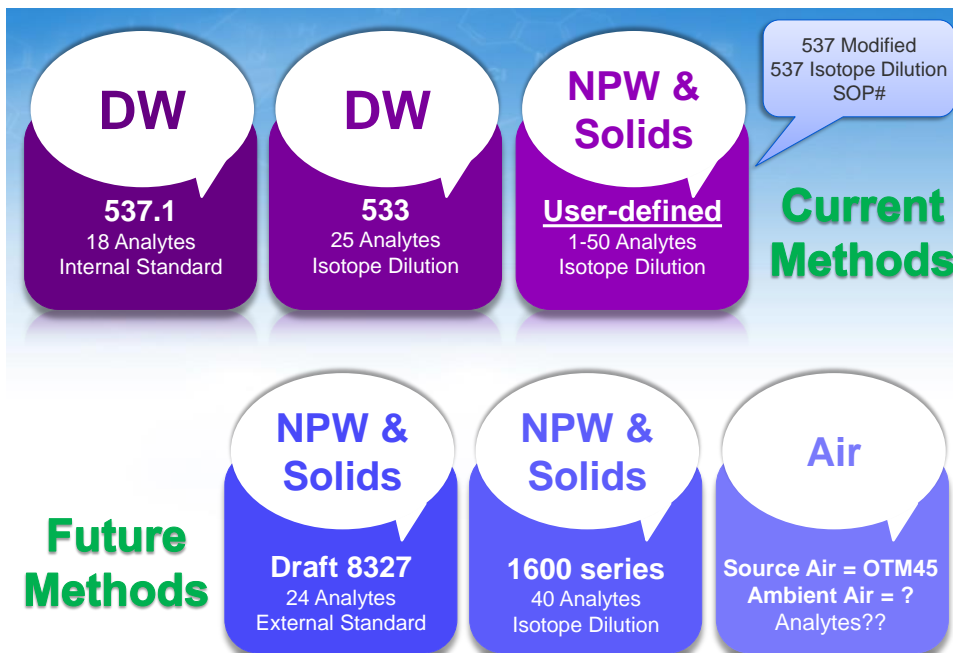 DW
537.1
18 Analytes
Internal Standard
DW
533
25 Analytes
Isotope Dilution
NPW &
Solids
User-defined
1-50 Analytes
Isotope Dilution
537 Modified
537 Isotope Dilution
SOP#
Current
Methods
Future
Methods
NPW &
Solids
Draft 8327
24 Analytes
External Standard
NPW &
Solids
1600 series
40 Analytes
Isotope Dilution
Air
Source Air = OTM45
Ambient Air = ?
Analytes??